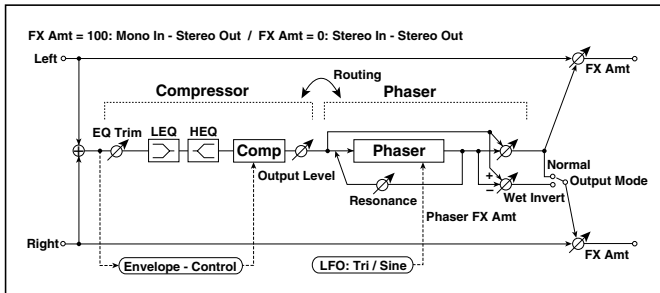 FX Amt = 100: Mono In - Stereo Out / FX Amt = 0: Stereo In - Stereo Out
Left
FX Amt
Routing
Compressor
Phaser
EQ Trim
LEQ
HEQ
Comp
Phaser
Normal
Output Mode
Output Level
+
−
Wet Invert
Resonance
Phaser FX Amt
Right
FX Amt
Envelope - Control
LFO: Tri / Sine